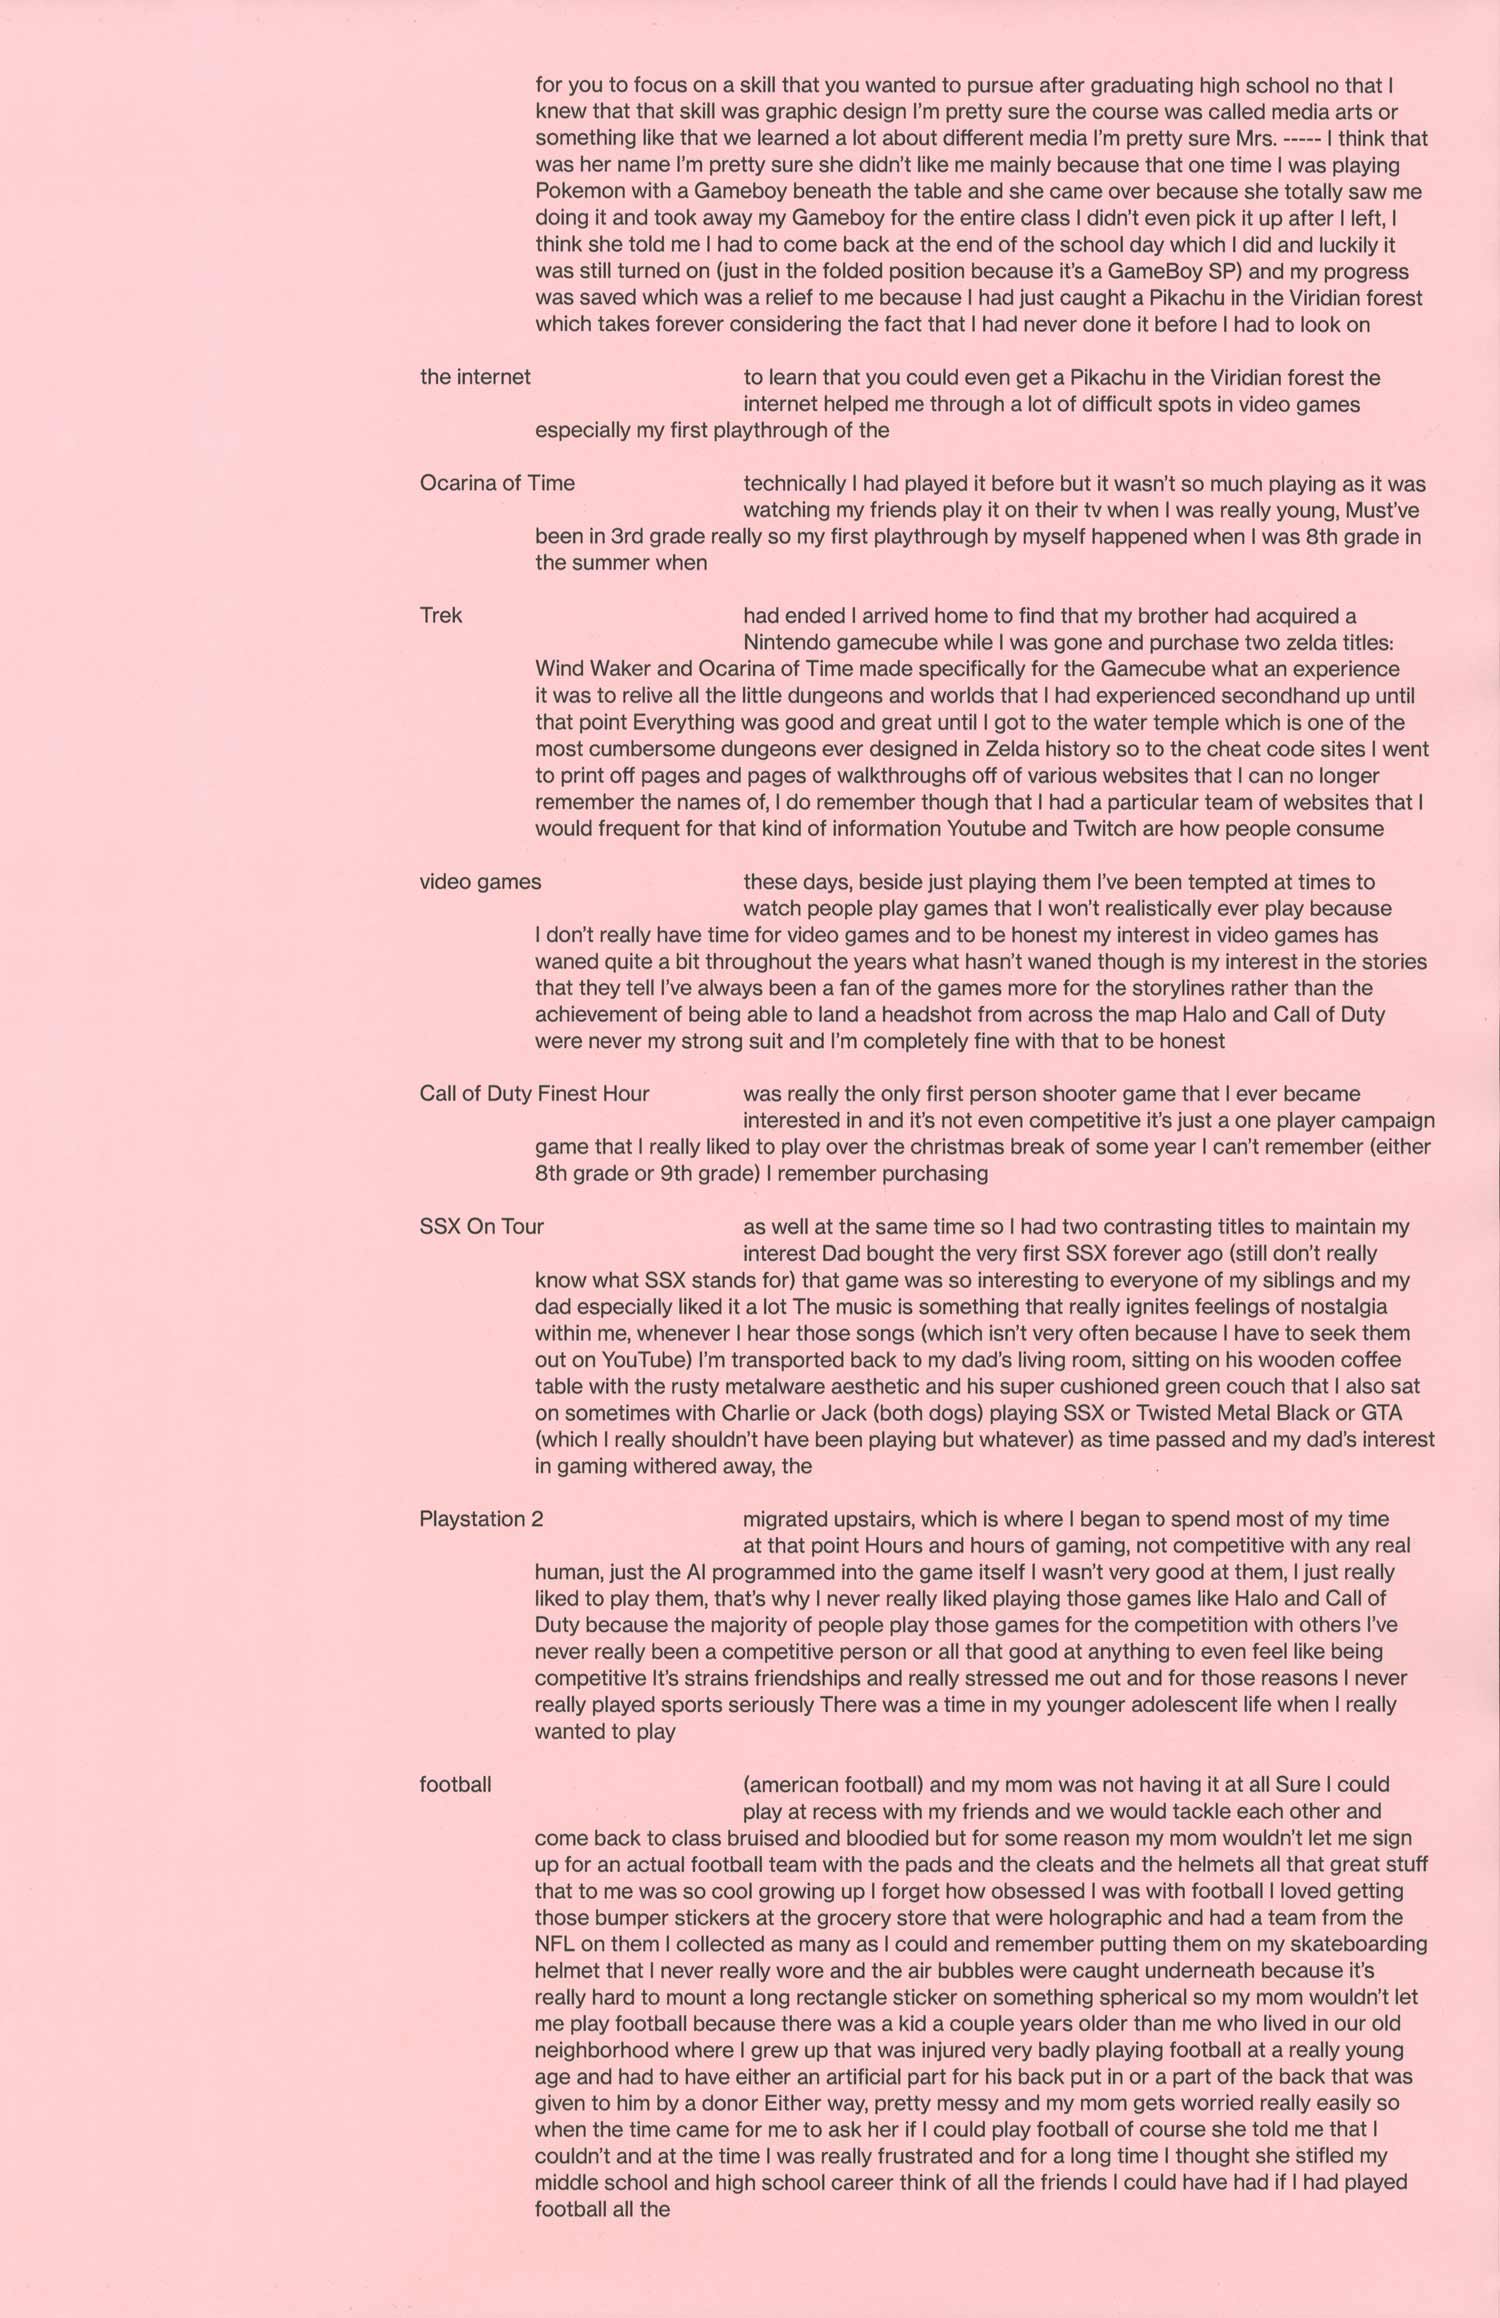 for you to focus on a skill that you wanted to pursue after graduating high school no that I
knew that that skill was graphic design I'm pretty sure the course was called media arts or
something like that we learned a lot about different media I'm pretty sure Mrs. ----- I think that
was her name I'm pretty sure she didn't like me mainly because that one time I was playing
Pokemon with a Gameboy beneath the table and she came over because she totally saw me
doing it and took away my Gameboy for the entire class I didn't even pick it up after I left, I
think she told me I had to come back at the end of the school day which I did and luckily it
was still turned on (just in the folded position because it's a GameBoy SP) and my progress
was saved which was a relief to me because I had just caught a Pikachu in the Viridian forest
which takes forever considering the fact that I had never done it before I had to look on
the internet to learn that you could even get a Pikachu in the Viridian forest the
internet helped me through a lot of difficult spots in video games
especially my first playthrough of the
Ocarina of Time technically I had played it before but it wasn't so much playing as it was
watching my friends play it on their tv when I was really young, Must've
been in 3rd grade really so my first playthrough by myself happened when I was 8th grade in
the summer when
Trek had ended I arrived home to find that my brother had acquired a
Nintendo gamecube while I was gone and purchase two zelda titles:
Wind Waker and Ocarina of Time made specifically for the Gamecube what an experience
it was to relive all the little dungeons and worlds that I had experienced secondhand up until
that point Everything was good and great until I got to the water temple which is one of the
most cumbersome dungeons ever designed in Zelda history so to the cheat code sites I went
to print off pages and pages of walkthroughs off of various websites that I can no longer
remember the names of, I do remember though that I had a particular team of websites that I
would frequent for that kind of information Youtube and Twitch are how people consume
video games these days, beside just playing them I've been tempted at times to
watch people play games that I won't realistically ever play because
I don't really have time for video games and to be honest my interest in video games has
waned quite a bit throughout the years what hasn't waned though is my interest in the stories
that they tell I've always been a fan of the games more for the storylines rather than the
achievement of being able to land a headshot from across the map Halo and Call of Duty
were never my strong suit and I'm completely fine with that to be honest
Call of Duty Finest Hour was really the only first person shooter game that I ever became
interested in and it's not even competitive it's just a one player campaign
game that I really liked to play over the christmas break of some year I can't remember (either
8th grade or 9th grade) I remember purchasing
SSX On Tour as well at the same time so I had two contrasting titles to maintain my
interest Dad bought the very first SSX forever ago (still don't really
know what SSX stands for) that game was so interesting to everyone of my siblings and my
dad especially liked it a lot The music is something that really ignites feelings of nostalgia
within me, whenever I hear those songs (which isn't very often because I have to seek them
out on YouTube) I'm transported back to my dad's living room, sitting on his wooden coffee
table with the rusty metalware aesthetic and his super cushioned green couch that I also sat
on sometimes with Charlie or Jack (both dogs) playing SSX or Twisted Metal Black or GTA
(which I really shouldn't have been playing but whatever) as time passed and my dad's interest
in gaming withered away, the
Playstation 2 migrated upstairs, which is where I began to spend most of my time
at that point Hours and hours of gaming, not competitive with any real
human, just the AI programmed into the game itself I wasn't very good at them, I just really
liked to play them, that's why I never really liked playing those games like Halo and Call of
Duty because the majority of people play those games for the competition with others I've
never really been a competitive person or all that good at anything to even feel like being
competitive It's strains friendships and really stressed me out and for those reasons I never
really played sports seriously There was a time in my younger adolescent life when I really
wanted to play
football (american football) and my mom was not having it at all Sure I could
play at recess with my friends and we would tackle each other and
come back to class bruised and bloodied but for some reason my mom wouldn't let me sign
up for an actual football team with the pads and the cleats and the helmets all that great stuff
that to me was so cool growing up I forget how obsessed I was with football I loved getting
those bumper stickers at the grocery store that were holographic and had a team from the
NFL on them I collected as many as I could and remember putting them on my skateboarding
helmet that I never really wore and the air bubbles were caught underneath because it's
really hard to mount a long rectangle sticker on something spherical so my mom wouldn't let
me play football because there was a kid a couple years older than me who lived in our old
neighborhood where I grew up that was injured very badly playing football at a really young
age and had to have either an artificial part for his back put in or a part of the back that was
given to him by a donor Either way, pretty messy and my mom gets worried really easily so
when the time came for me to ask her if I could play football of course she told me that I
couldn't and at the time I was really frustrated and for a long time I thought she stifled my
middle school and high school career think of all the friends I could have had if I had played
football all the